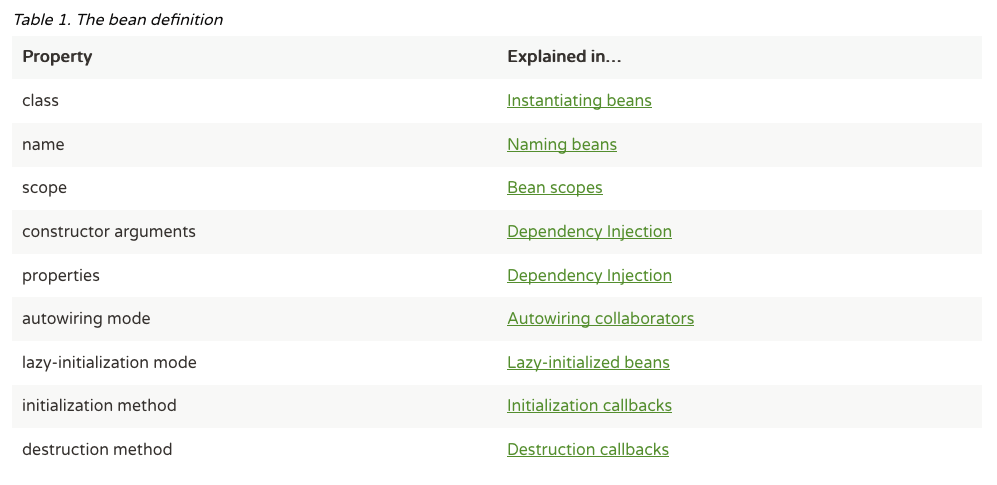 Table 1. The bean definition
Property Explained in…
class Instantiating beans
name Naming beans
scope Bean scopes
constructor arguments Dependency Injection
properties Dependency Injection
autowiring mode Autowiring collaborators
lazy-initialization mode Lazy-initialized beans
initialization method Initialization callbacks
destruction method Destruction callbacks